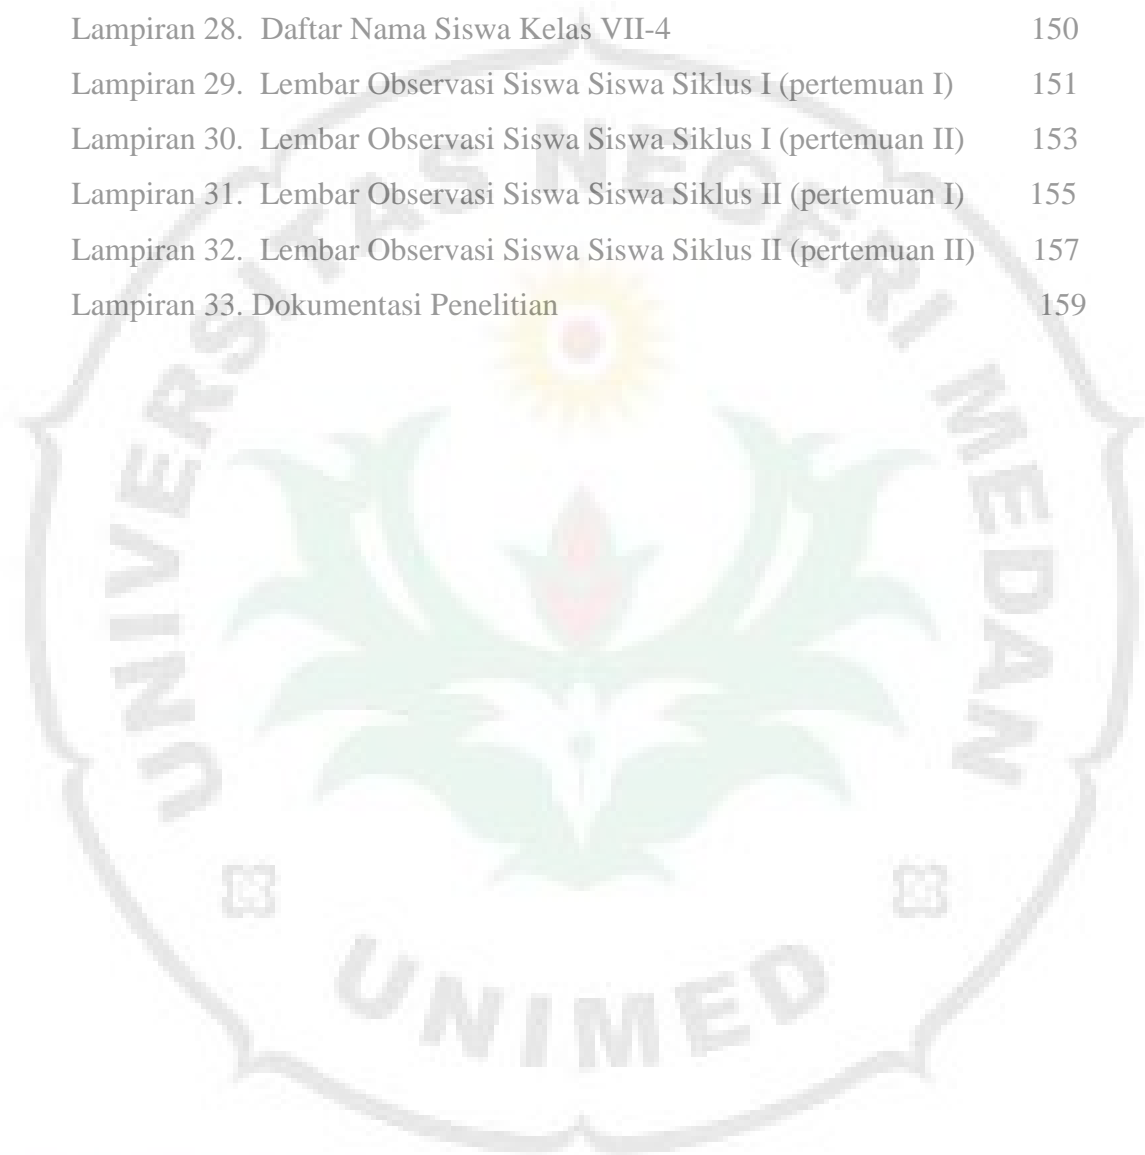 Lampiran 28. Daftar Nama Siswa Kelas VII-4 150
Lampiran 29. Lembar Observasi Siswa Siswa Siklus I (pertemuan I) 151
Lampiran 30. Lembar Observasi Siswa Siswa Siklus I (pertemuan II) 153
Lampiran 31. Lembar Observasi Siswa Siswa Siklus II (pertemuan I) 155
Lampiran 32. Lembar Observasi Siswa Siswa Siklus II (pertemuan II) 157
Lampiran 33. Dokumentasi Penelitian 159
UNIVERSITAS NEGERI MEDAN
UNIMED